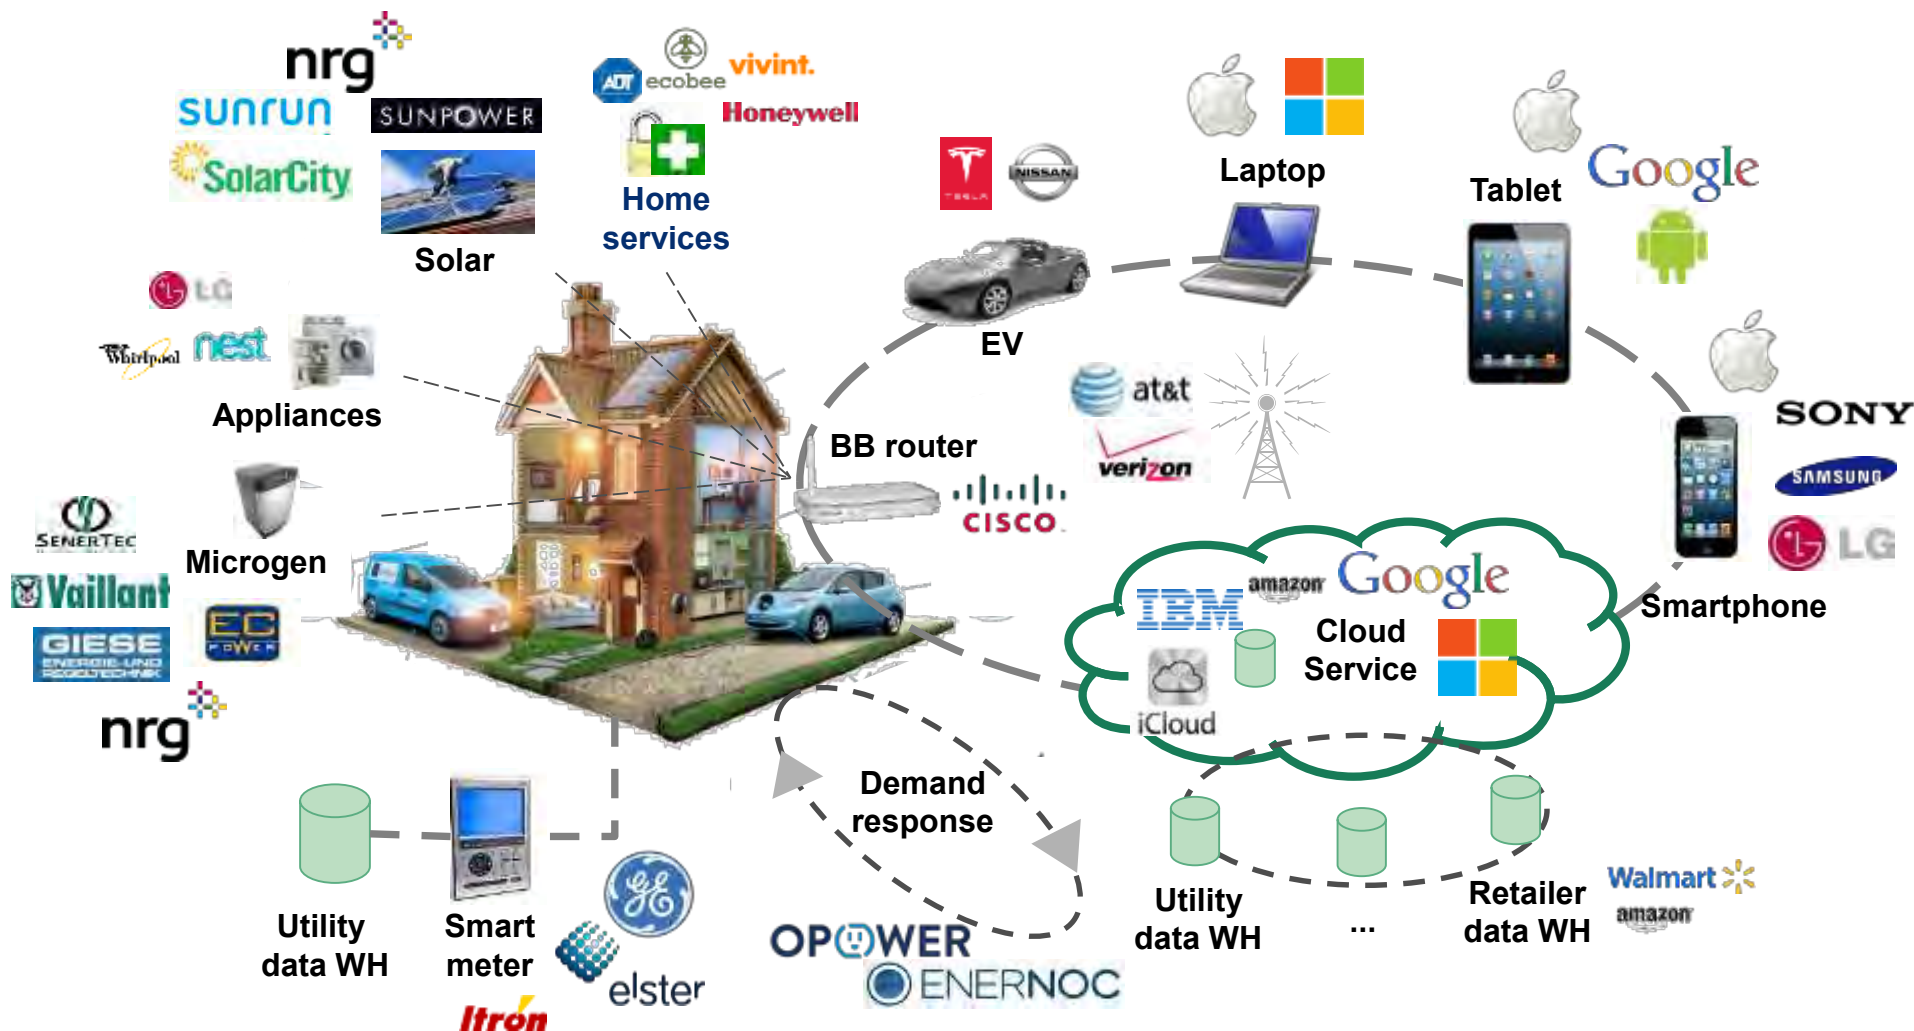 nrg
sunrun
SUNPOWER
SolarCity
Solar
ADT
ecobee
vivint.
Honeywell
Home
services
TESLA
NISSAN
EV
Laptop
Tablet
Google
LG
Whirlpool
nest
Appliances
at&t
verizon
BB router
CISCO
SONY
SAMSUNG
LG
Smartphone
SENERTEC
Microgen
Vaillant
GIESE
ENERGIE-UND
REGELTECHNIK
EC
POWER
nrg
IBM
amazon
Google
Cloud
Service
iCloud
Demand
response
Utility
data WH
Smart
meter
GE
elster
Itron
OPOWER
ENERNOC
Utility
data WH
...
Retailer
data WH
Walmart
amazon